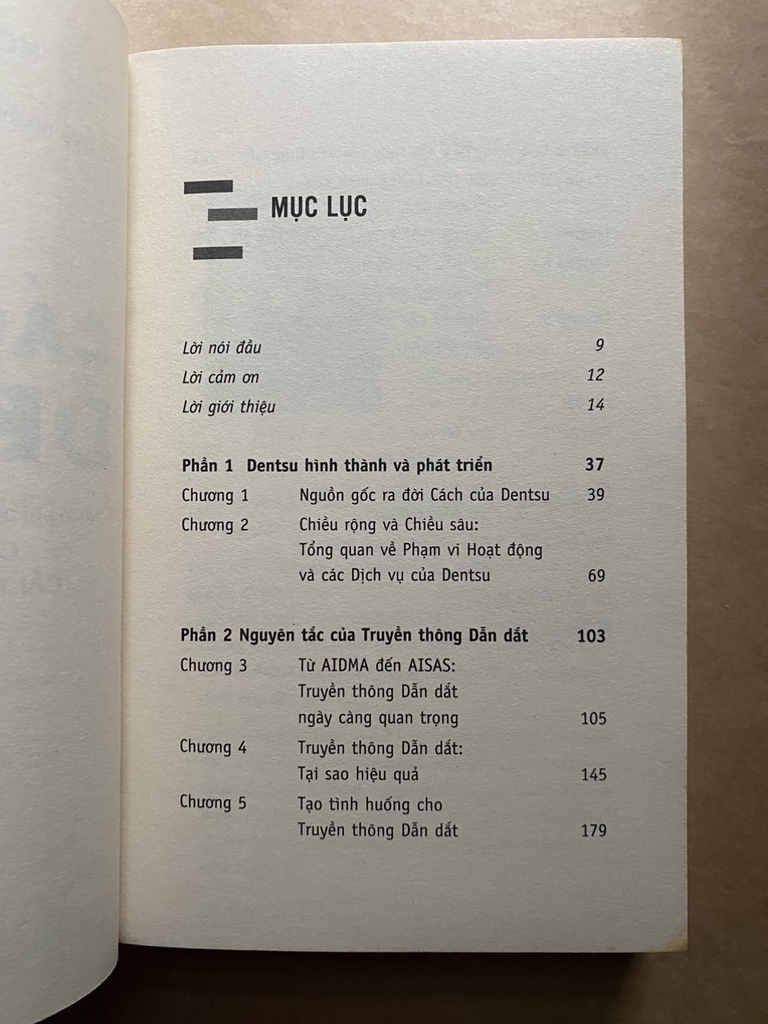 MỤC LỤC
Lời nói đầu 9
Lời cảm ơn 12
Lời giới thiệu 14
Phần 1 Dentsu hình thành và phát triển 37
Chương 1 Nguồn gốc ra đời Cách của Dentsu 39
Chương 2 Chiều rộng và Chiều sâu:
Tổng quan về Phạm vi Hoạt động
và các Dịch vụ của Dentsu 69
Phần 2 Nguyên tắc của Truyền thông Dẫn dắt 103
Chương 3 Từ AIDMA đến AISAS:
Truyền thông Dẫn dắt
ngày càng quan trọng 105
Chương 4 Truyền thông Dẫn dắt:
Tại sao hiệu quả 145
Chương 5 Tạo tình huống cho
Truyền thông Dẫn dắt 179